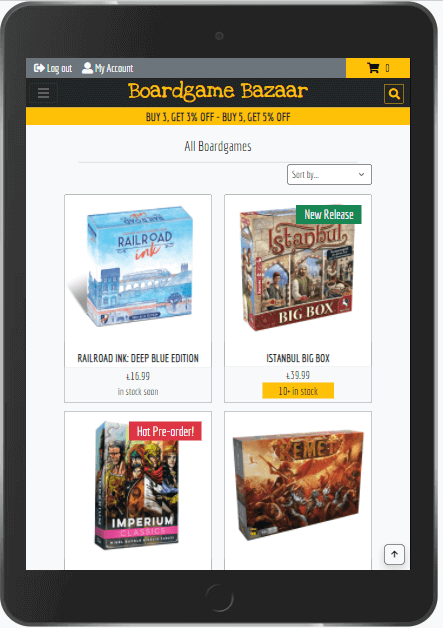 Log out My Account 0
Boardgame Bazaar
BUY 3, GET 3% OFF - BUY 5, GET 5% OFF
All Boardgames
Sort by...
RAILROAD
ink
RAILROAD INK: DEEP BLUE EDITION
£16.99
in stock soon
New Release
Istanbul
BIG BOX
ISTANBUL BIG BOX
£39.99
10+ in stock
Hot Pre-order!
IMPERIUM
CLASSICS
KEMET